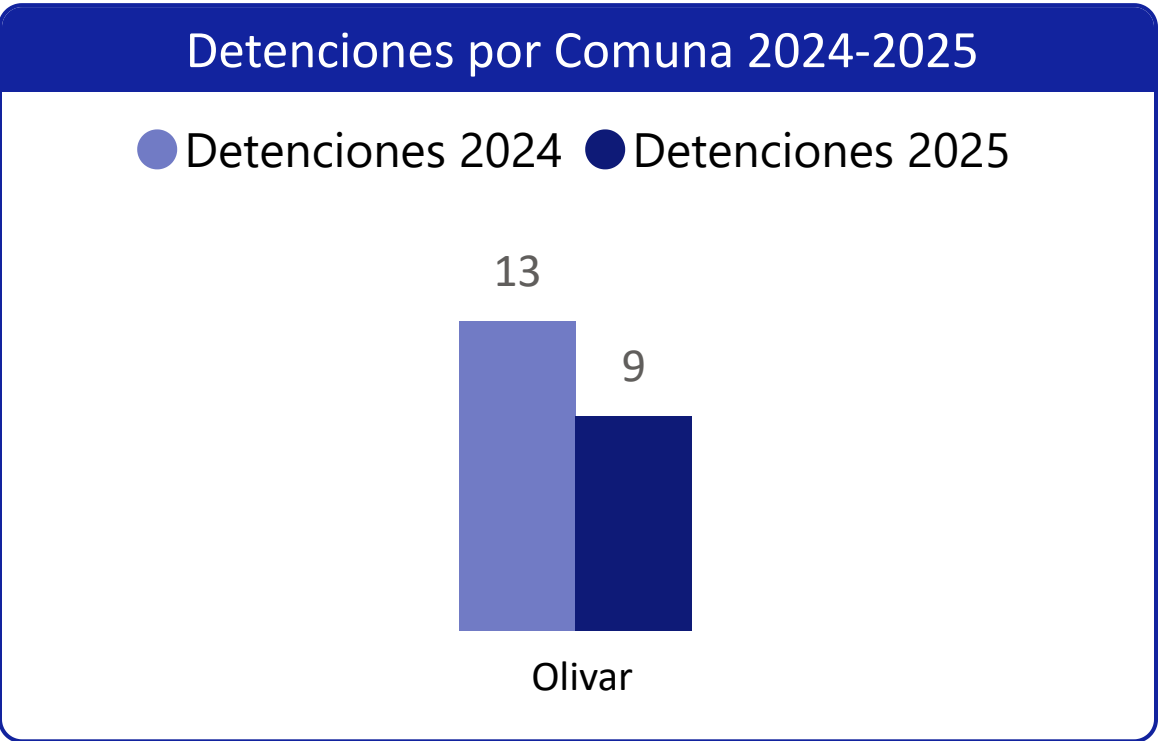 Detenciones por Comuna 2024-2025
Detenciones 2024 Detenciones 2025
13
9
Olivar